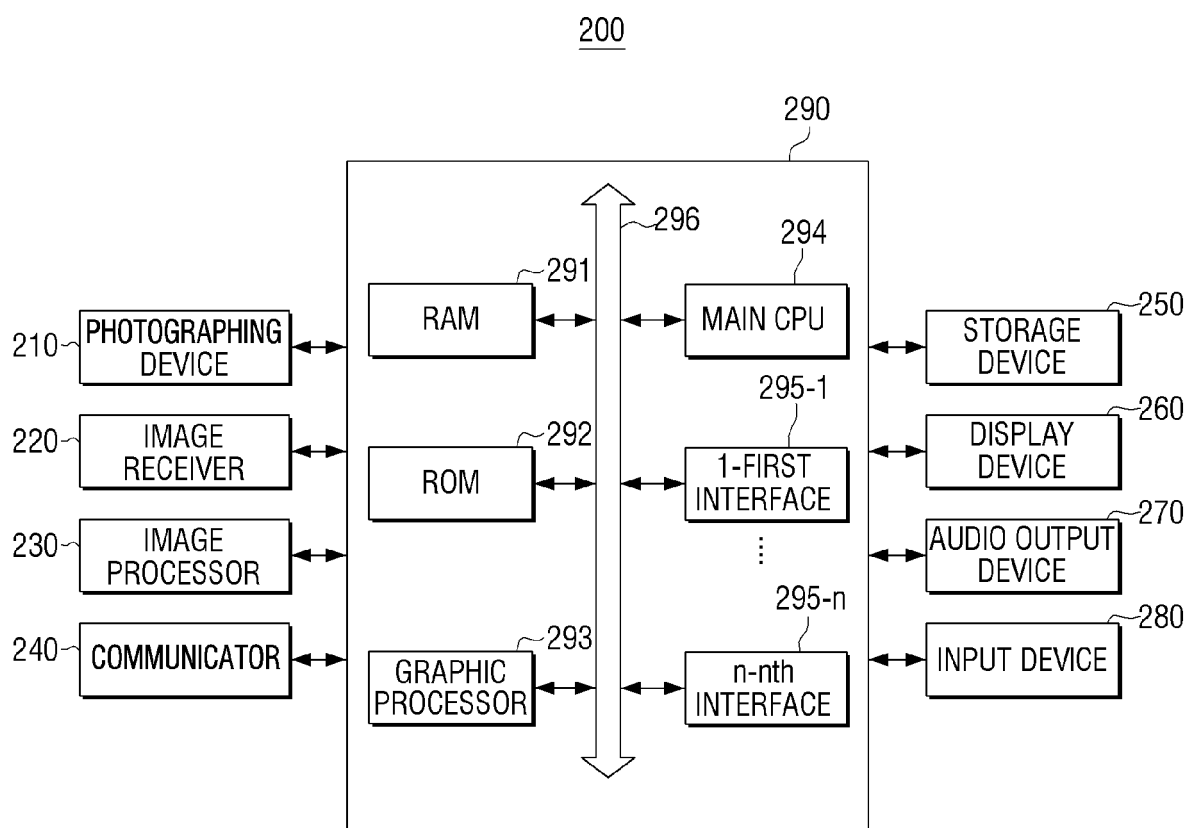 200
290
296
291
RAM
294
MAIN CPU
210
PHOTOGRAPHING
DEVICE
250
STORAGE
DEVICE
220
IMAGE
RECEIVER
292
ROM
295-1
1-FIRST
INTERFACE
260
DISPLAY
DEVICE
230
IMAGE
PROCESSOR
270
AUDIO OUTPUT
DEVICE
240
COMMUNICATOR
293
GRAPHIC
PROCESSOR
295-n
n-nth
INTERFACE
280
INPUT DEVICE